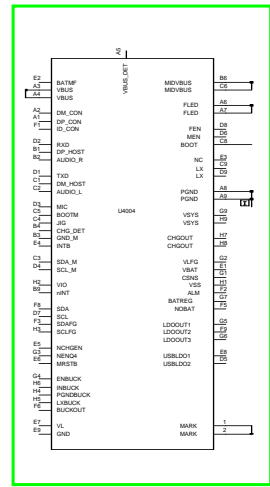 A5
VBUS_DET
E2 BATMF
A3 VBUS
A4 VBUS
A2 DM_CON
A1 DP_CON
F1 ID_CON
D2 RXD
B1 DP_HOST
B2 AUDIO_R
D1 TXD
C1 DM_HOST
C2 AUDIO_L
D3 MIC
C5 BOOTM
C4 JIG
B4 CHG_DET
B3 GND_M
E4 INTB
C3 SDA_M
D4 SCL_M
H2 VIO
B9 nINT
F8 SDA
D7 SCL
F3 SDAFG
H3 SCLFG
E5 NCHGEN
G3 NENQ4
E6 MRSTB
G4 ENBUCK
H6 INBUCK
H4 PGNDBUCK
H5 LXBUCK
F6 BUCKOUT
E7 VL
E9 GND
U4004
MIDVBUS B6
MIDVBUS C6
FLED A6
FLED A7
FEN D8
MEN D6
BOOT C8
NC E3
LX C9
LX D9
PGND A8
PGND A9
VSYS G9
VSYS H9
CHGOUT H7
CHGOUT H8
VLFG G2
VBAT E1
CSNS G1
VSS H1
ALM F2
BATREG G7
NOBAT F5
LDOOUT1 G5
LDOOUT2 F9
LDOOUT3 G6
USBLDO1 E8
USBLDO2 D5
MARK 1
MARK 2